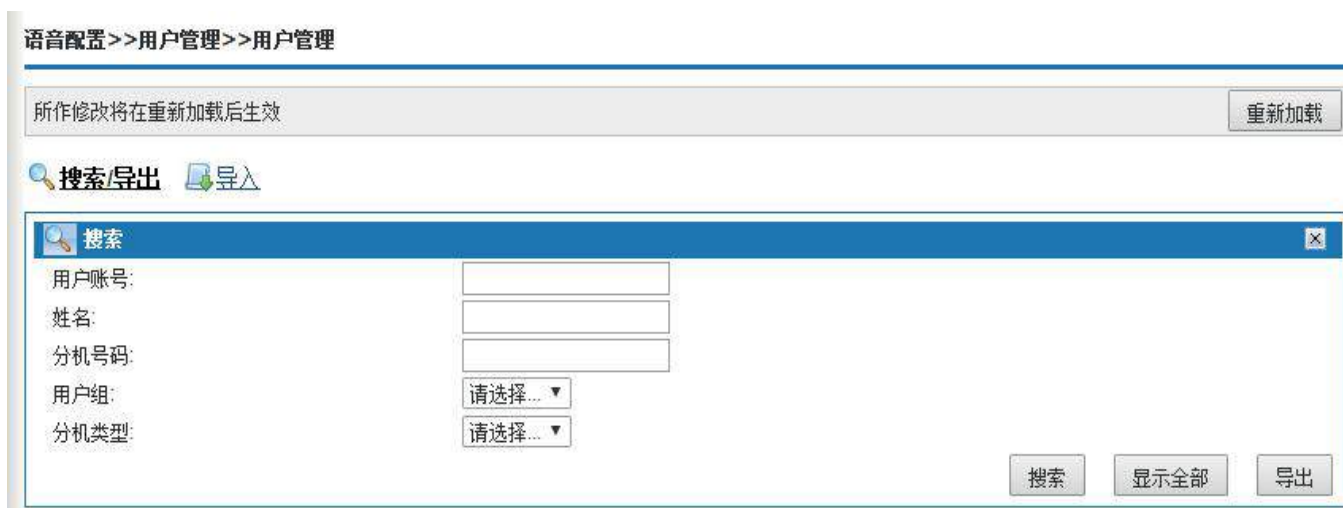 语音配置>>用户管理>>用户管理
所作修改将在重新加载后生效 重新加载
搜索/导出 导入
搜索
用户账号:
姓名:
分机号码:
用户组: 请选择...
分机类型: 请选择...
搜索 显示全部 导出